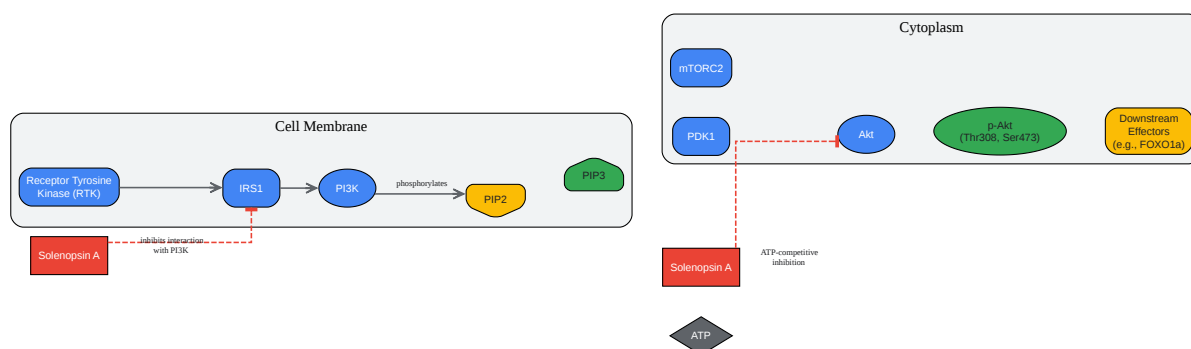 Cell Membrane
Receptor Tyrosine
Kinase (RTK)
IRS1
PI3K
phosphorylates
PIP2
PIP3
Solenopsin A
inhibits interaction
with PI3K
Cytoplasm
mTORC2
PDK1
Akt
p-Akt
(Thr308, Ser473)
Downstream
Effectors
(e.g., FOXO1a)
Solenopsin A
ATP-competitive
inhibition
ATP